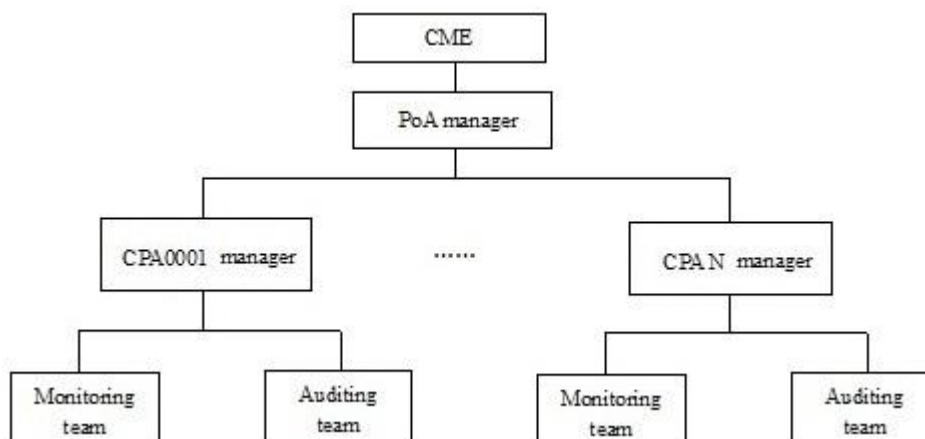 CME
PoA manager
CPA0001 manager
......
CPA N manager
Monitoring
team
Auditing
team
Monitoring
team
Auditing
team